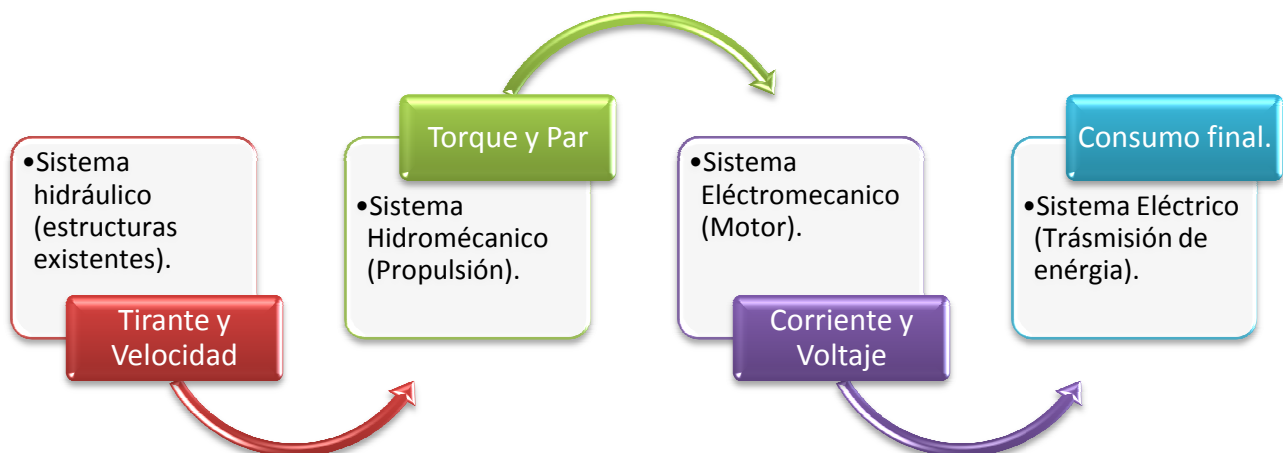 •Sistema
hidráulico
(estructuras
existentes).
Tirante y
Velocidad
Torque y Par
•Sistema
Hidromécanico
(Propulsión).
•Sistema
Eléctromecanico
(Motor).
Corriente y
Voltaje
Consumo final.
•Sistema Eléctrico
(Trásmisión de
enérgia).